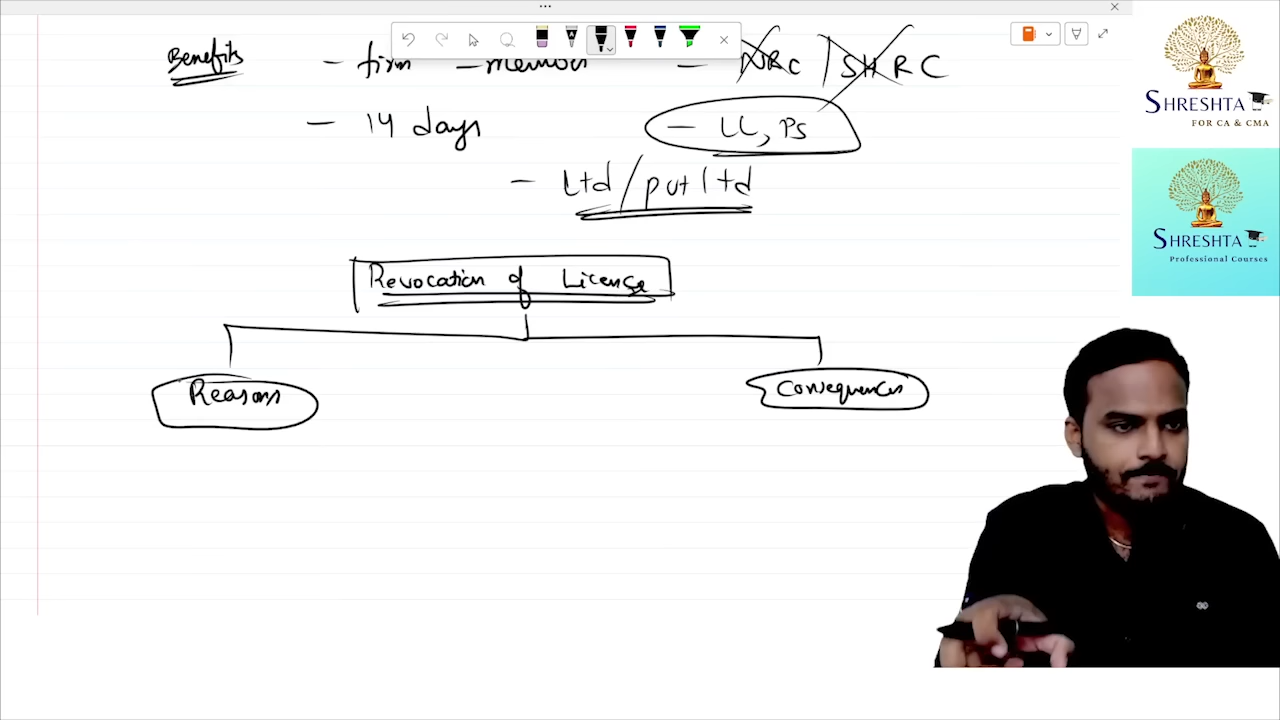 Benefits - firm - member - NRC / SHRC
- 14 days - LL, PS
- Ltd / pvt ltd
Revocation of License
Reasons
Consequences
SHRESHTA
FOR CA & CMA
SHRESHTA
Professional Courses